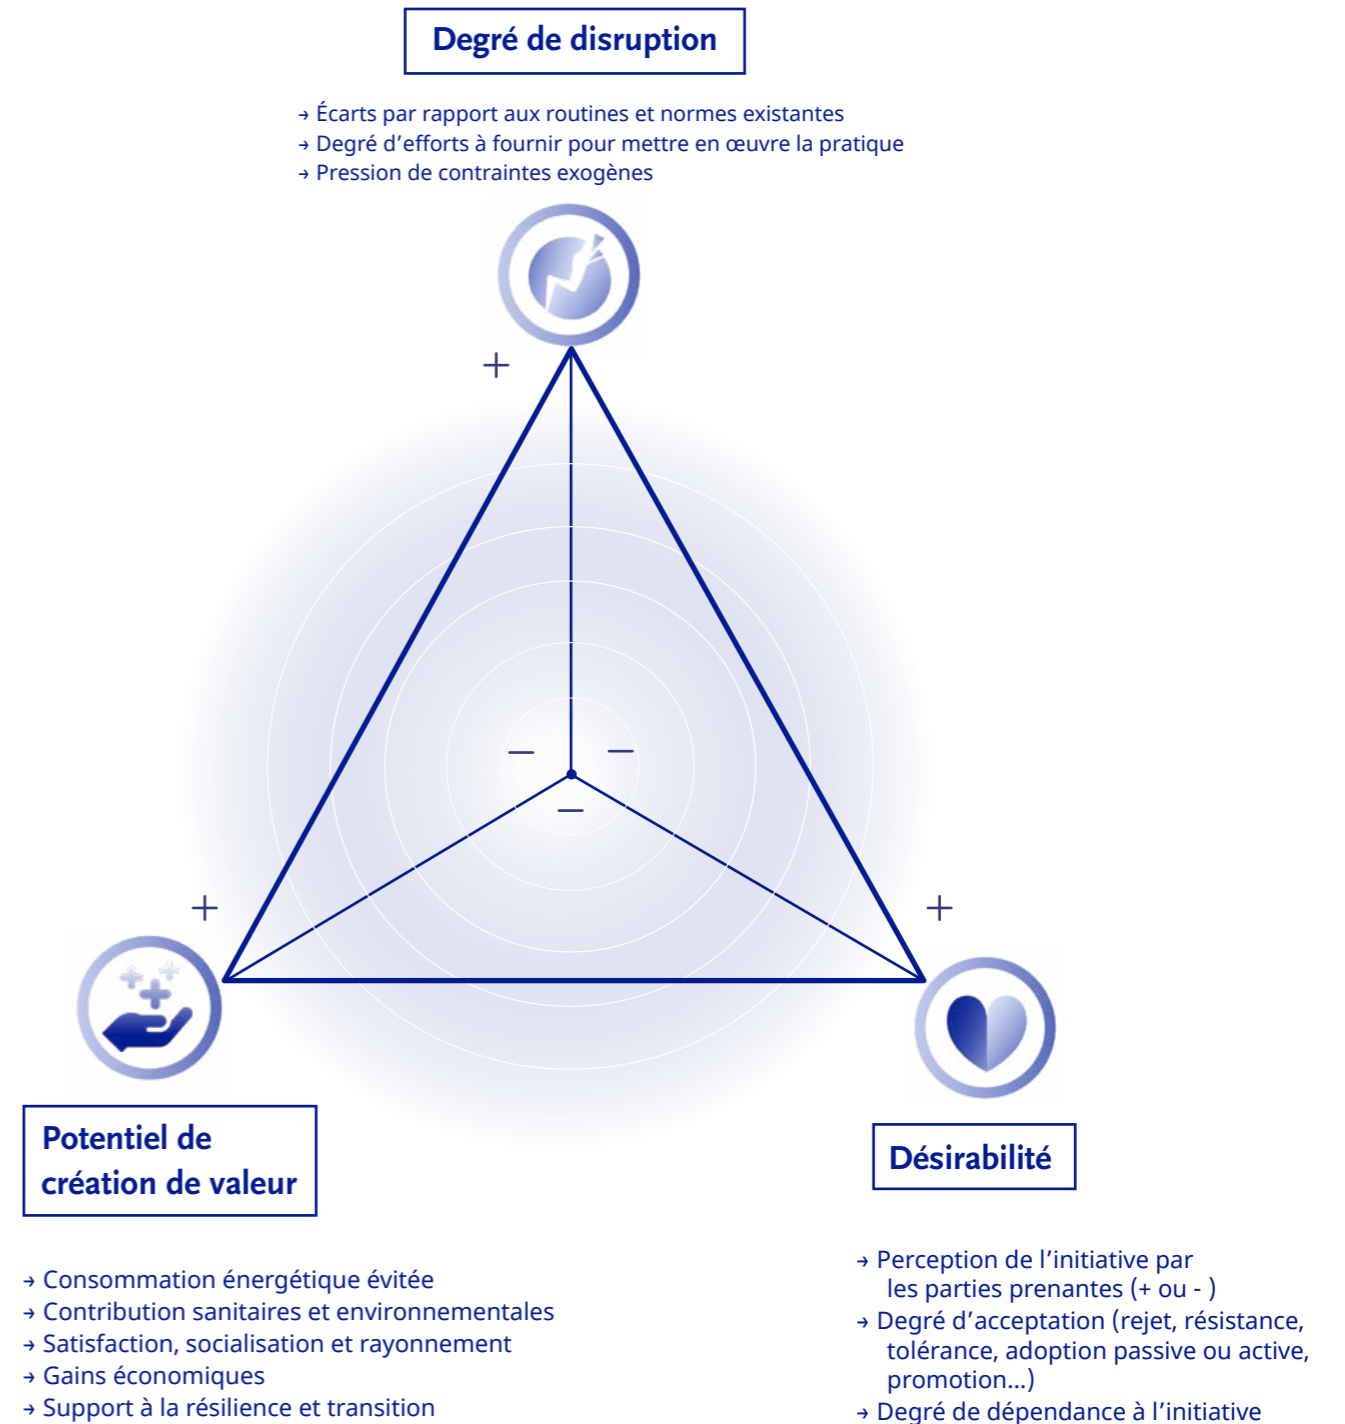 Degré de disruption
→ Écarts par rapport aux routines et normes existantes
→ Degré d'efforts à fournir pour mettre en œuvre la pratique
→ Pression de contraintes exogènes
+
– –
–
+ +
Potentiel de
création de valeur
→ Consommation énergétique évitée
→ Contribution sanitaires et environnementales
→ Satisfaction, socialisation et rayonnement
→ Gains économiques
→ Support à la résilience et transition
Désirabilité
→ Perception de l'initiative par
les parties prenantes (+ ou - )
→ Degré d'acceptation (rejet, résistance,
tolérance, adoption passive ou active,
promotion...)
→ Degré de dépendance à l'initiative